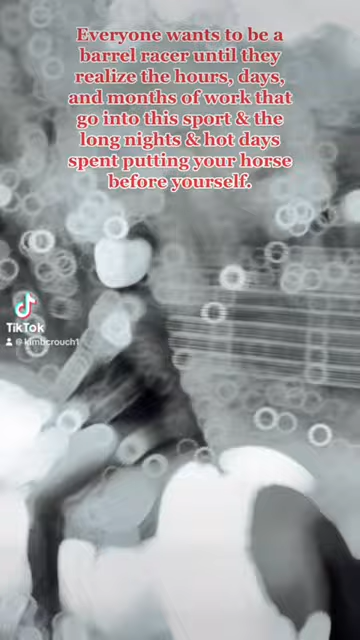 Everyone wants to be a
barrel racer until they
realize the hours, days,
and months of work that
go into this sport & the
long nights & hot days
spent putting your horse
before yourself.
TikTok
@kimbcrouch1